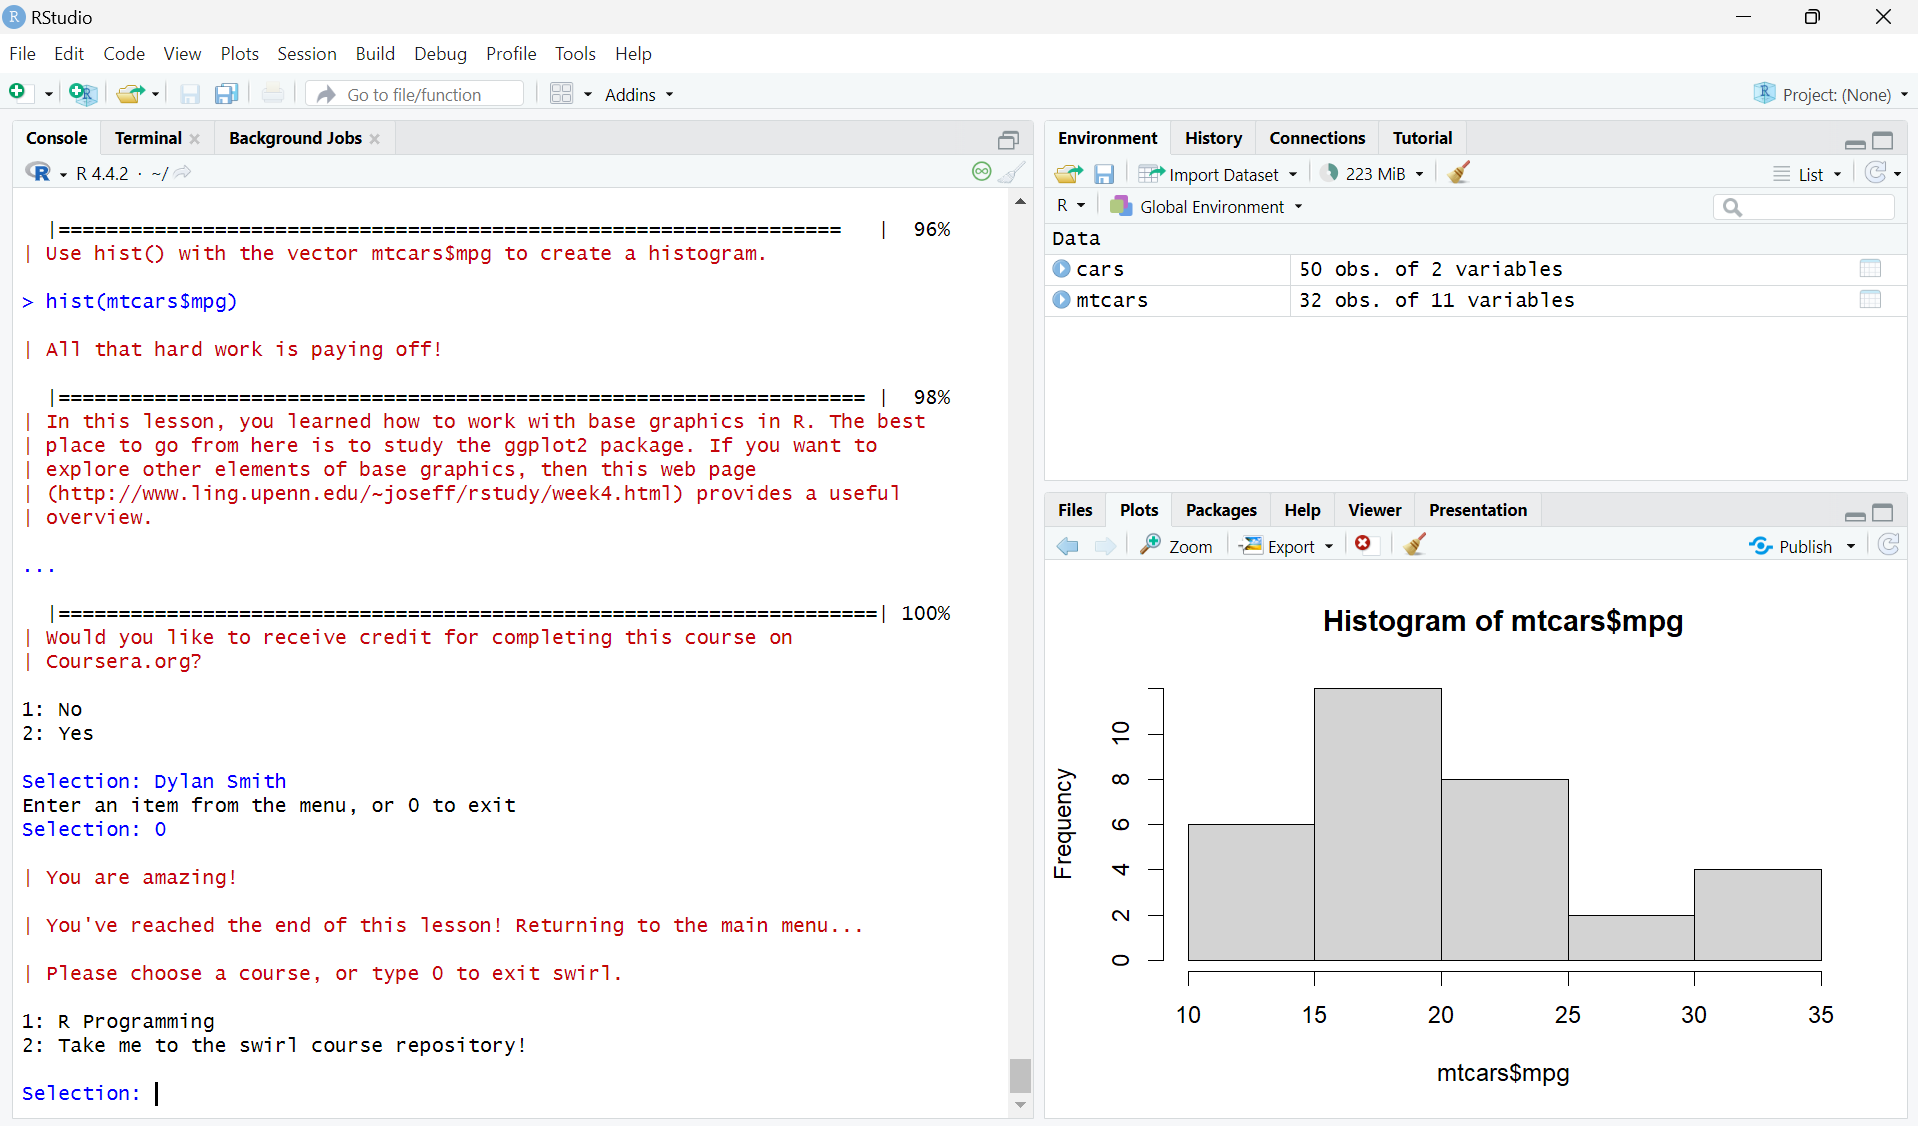 RStudio
File Edit Code View Plots Session Build Debug Profile Tools Help
Go to file/function Addins Project: (None)
Console Terminal Background Jobs
R 4.4.2 · ~/
|================================================================= | 96%
| Use hist() with the vector mtcars$mpg to create a histogram.
> hist(mtcars$mpg)
| All that hard work is paying off!
|=================================================================== | 98%
| In this lesson, you learned how to work with base graphics in R. The best
| place to go from here is to study the ggplot2 package. If you want to
| explore other elements of base graphics, then this web page
| (http://www.ling.upenn.edu/~joseff/rstudy/week4.html) provides a useful
| overview.
...
|====================================================================| 100%
| Would you like to receive credit for completing this course on
| Coursera.org?
1: No
2: Yes
Selection: Dylan Smith
Enter an item from the menu, or 0 to exit
Selection: 0
| You are amazing!
| You've reached the end of this lesson! Returning to the main menu...
| Please choose a course, or type 0 to exit swirl.
1: R Programming
2: Take me to the swirl course repository!
Selection:
Environment History Connections Tutorial
Import Dataset 223 MiB List
R Global Environment
Data
cars 50 obs. of 2 variables
mtcars 32 obs. of 11 variables
Files Plots Packages Help Viewer Presentation
Zoom Export Publish
Histogram of mtcars$mpg
Frequency
10
8
6
4
2
0
10 15 20 25 30 35
mtcars$mpg